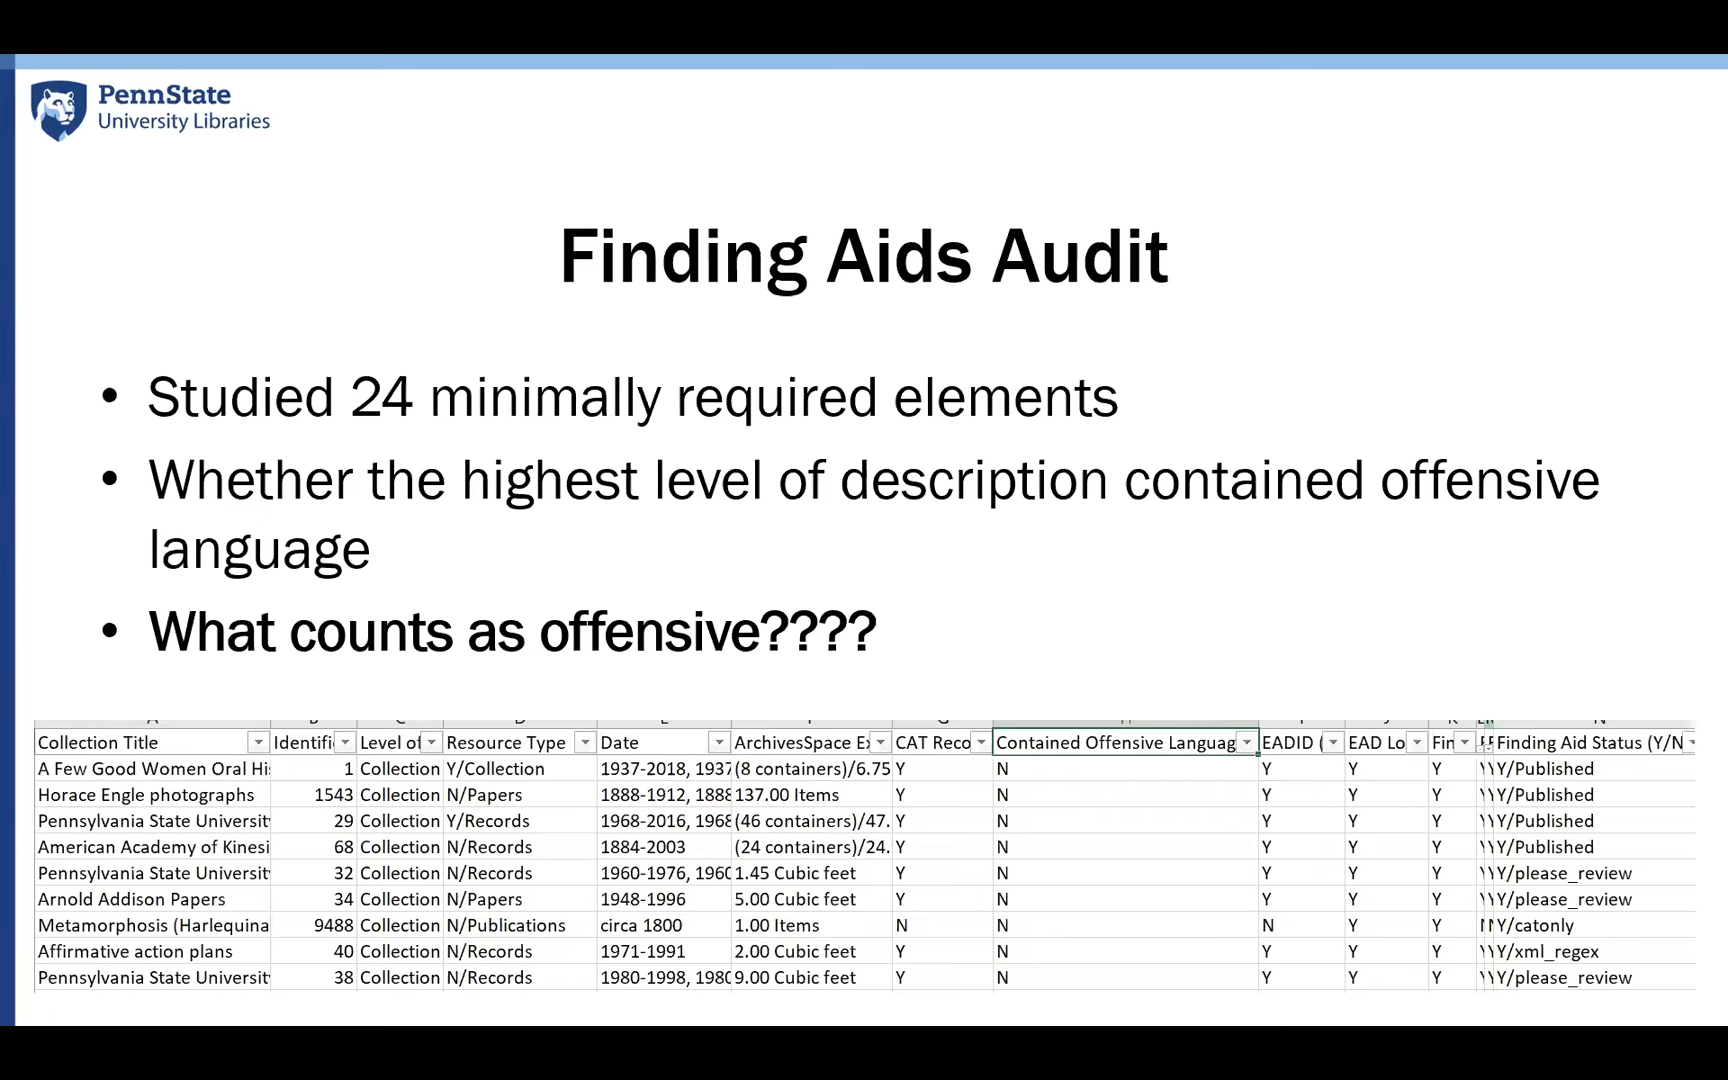 PennState
University Libraries
Finding Aids Audit
• Studied 24 minimally required elements
• Whether the highest level of description contained offensive
language
• What counts as offensive????
Collection Title Identifi Level of Resource Type Date ArchivesSpace Ex CAT Reco Contained Offensive Languag EADID ( EAD Lo Fin Finding Aid Status (Y/N
A Few Good Women Oral His 1 Collection Y/Collection 1937-2018, 1937 (8 containers)/6.75 Y N Y Y Y Y/Published
Horace Engle photographs 1543 Collection N/Papers 1888-1912, 1888 137.00 Items Y N Y Y Y Y/Published
Pennsylvania State Universit 29 Collection Y/Records 1968-2016, 1968 (46 containers)/47. Y N Y Y Y Y/Published
American Academy of Kinesi 68 Collection N/Records 1884-2003 (24 containers)/24. Y N Y Y Y Y/Published
Pennsylvania State Universit 32 Collection N/Records 1960-1976, 1960 1.45 Cubic feet Y N Y Y Y Y/please_review
Arnold Addison Papers 34 Collection N/Papers 1948-1996 5.00 Cubic feet Y N Y Y Y Y/please_review
Metamorphosis (Harlequina 9488 Collection N/Publications circa 1800 1.00 Items N N N Y Y Y/catonly
Affirmative action plans 40 Collection N/Records 1971-1991 2.00 Cubic feet Y N Y Y Y Y/xml_regex
Pennsylvania State Universit 38 Collection N/Records 1980-1998, 1980 9.00 Cubic feet Y N Y Y Y Y/please_review